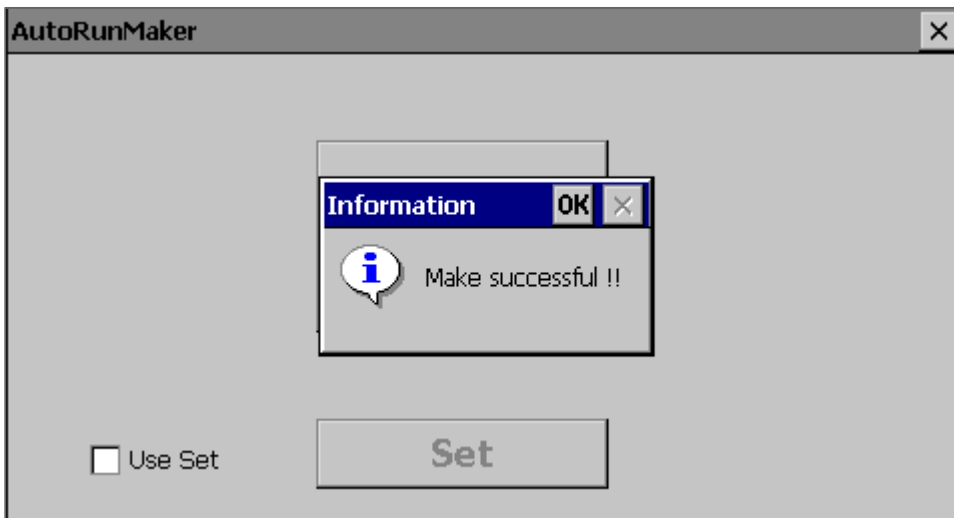 AutoRunMaker
Information OK
Make successful !!
Use Set
Set